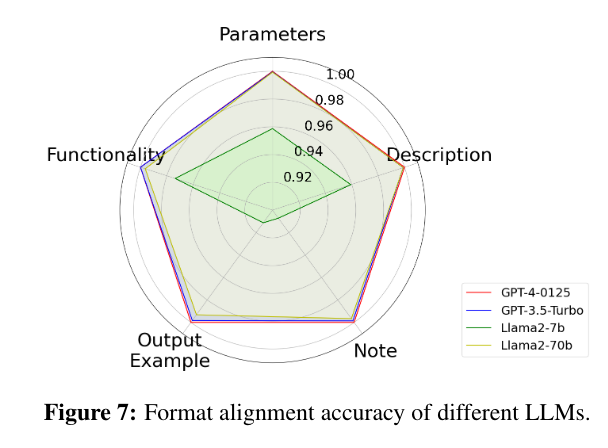 Parameters
1.00
0.98
0.96
0.94
0.92
Functionality
Description
Output
Example
Note
GPT-4-0125
GPT-3.5-Turbo
Llama2-7b
Llama2-70b
Figure 7: Format alignment accuracy of different LLMs.